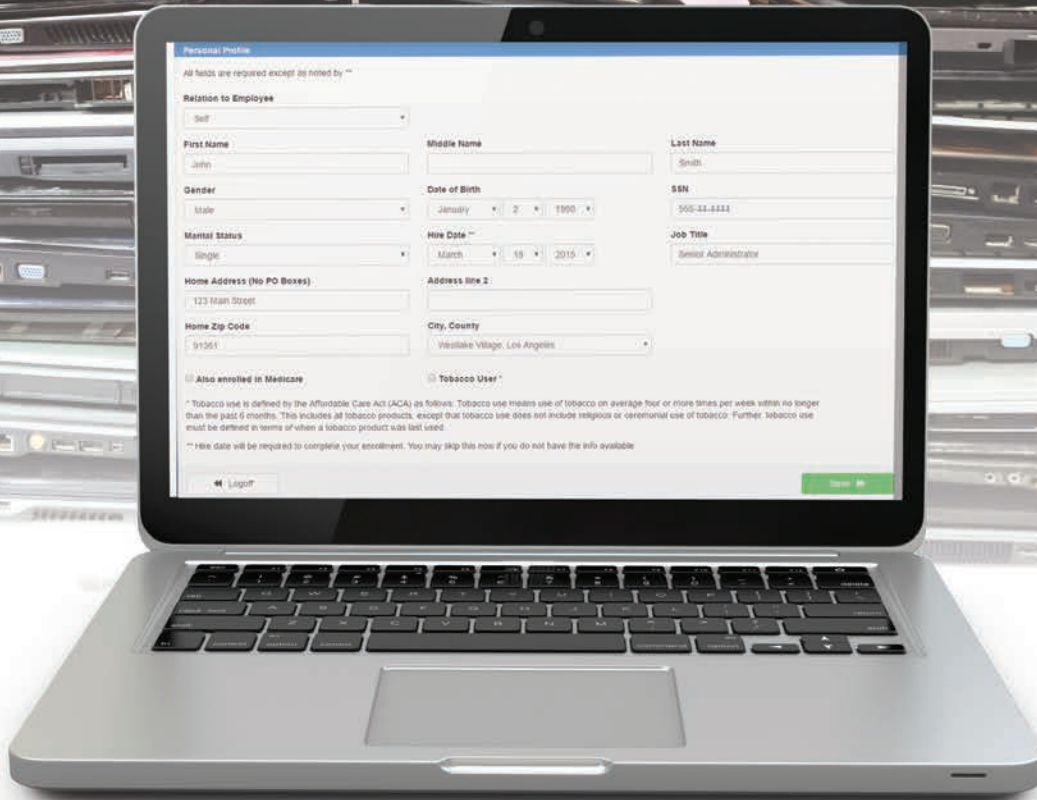 Personal Profile
All fields are required except as noted by **
Relation to Employee
Self
First Name Middle Name Last Name
John Smith
Gender Date of Birth SSN
Male January 2 1990
Marital Status Hire Date ** Job Title
Single March 2015 Senior Administrator
Home Address (No PO Boxes) Address line 2
123 Main Street
Home Zip Code City, County
91361 Westlake Village, Los Angeles
Also enrolled in Medicare Tobacco User *
* Tobacco use is defined by the Affordable Care Act (ACA) as follows: Tobacco use means use of tobacco on average four or more times per week within no longer
than the past 6 months. This includes all tobacco products, except that tobacco use does not include religious or ceremonial use of tobacco. Further, tobacco use
must be defined in terms of when a tobacco product was last used.
** Hire date will be required to complete your enrollment. You may skip this now if you do not have the info available
Logoff Save